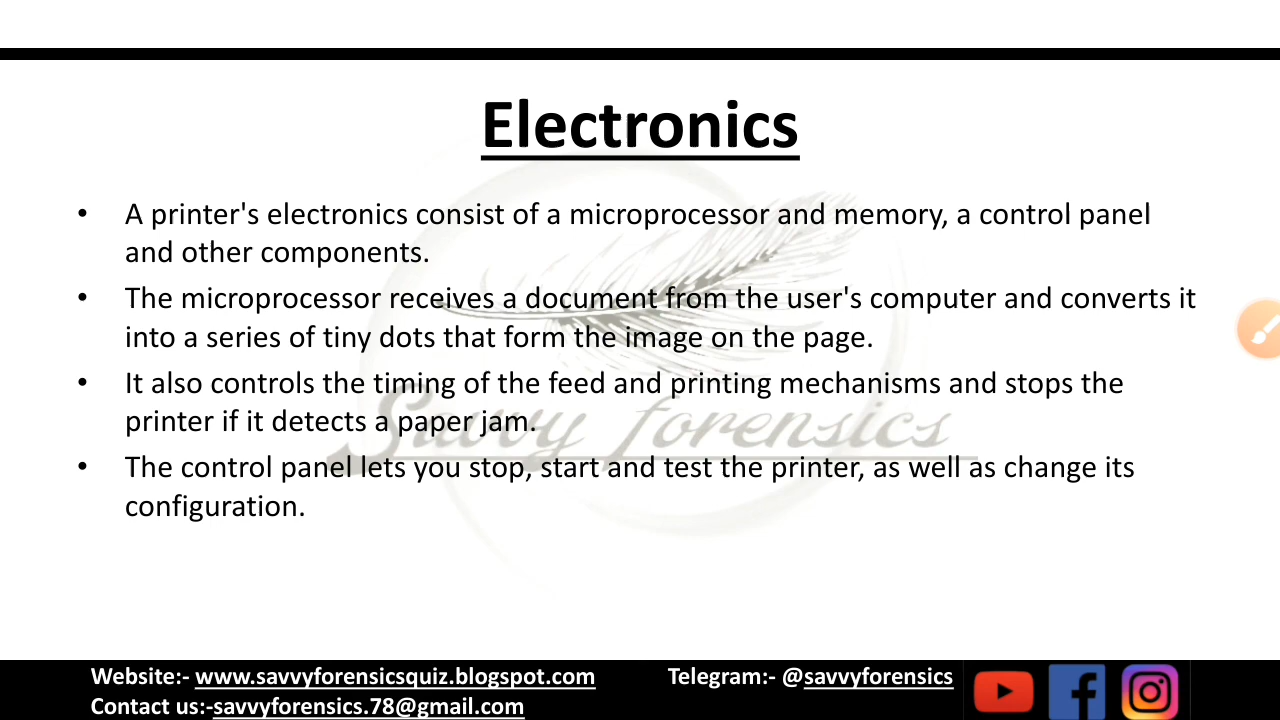 Electronics
• A printer's electronics consist of a microprocessor and memory, a control panel
and other components.
• The microprocessor receives a document from the user's computer and converts it
into a series of tiny dots that form the image on the page.
• It also controls the timing of the feed and printing mechanisms and stops the
printer if it detects a paper jam.
Savvy forensics
• The control panel lets you stop, start and test the printer, as well as change its
configuration.
Website:- www.savvyforensicsquiz.blogspot.com Telegram:- @savvyforensics
Contact us:-savvyforensics.78@gmail.com